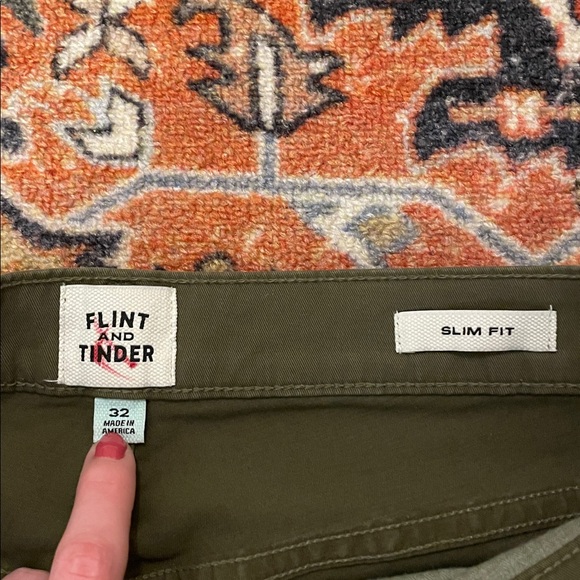 FLINT
AND
TINDER
SLIM FIT
32
MADE IN
AMERICA